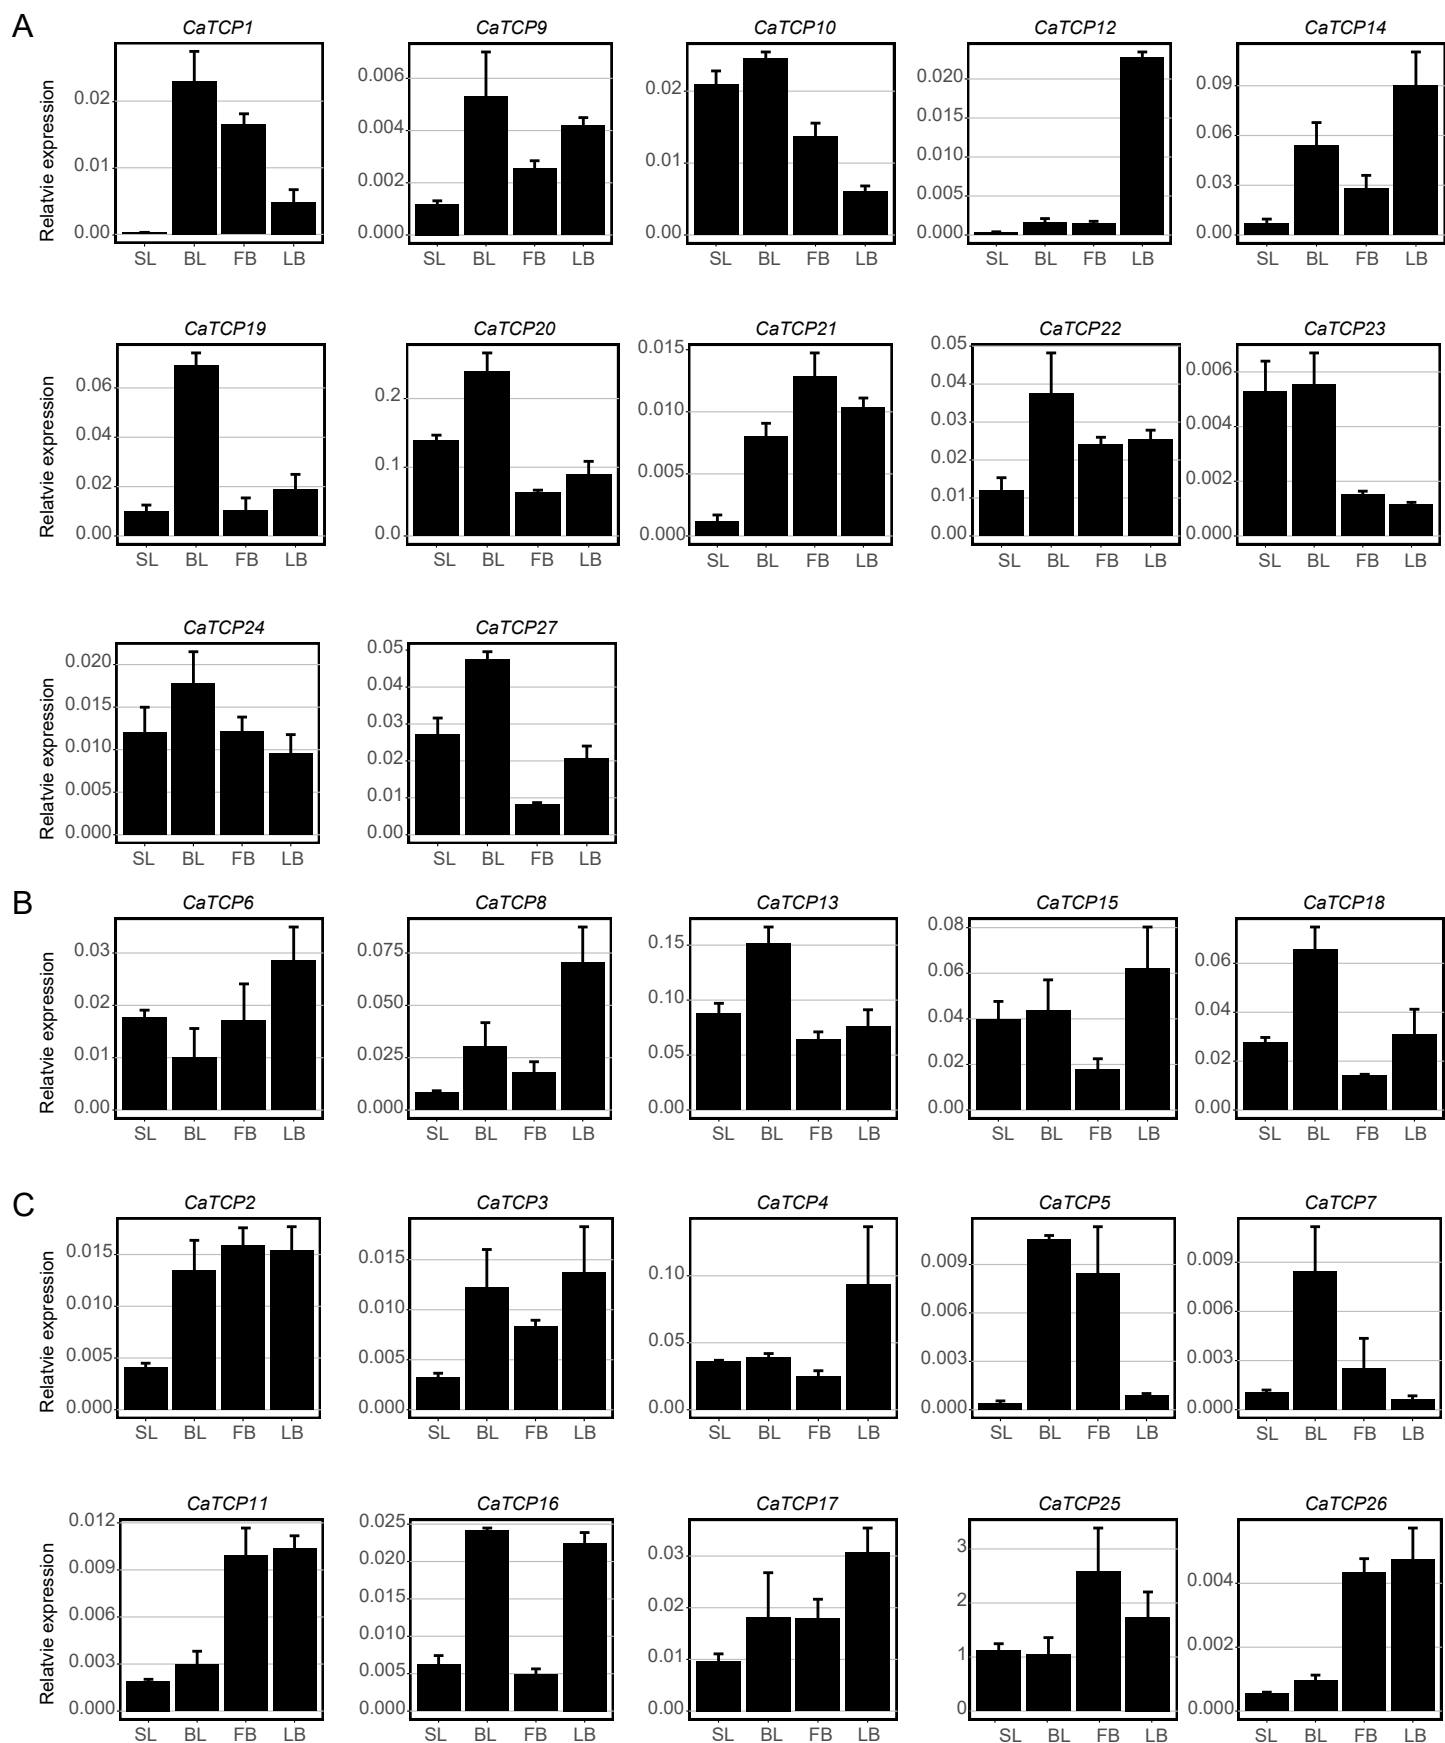 A
CaTCP1 CaTCP9 CaTCP10 CaTCP12 CaTCP14
Relatvie expression
0.02 0.01 0.00
0.006 0.004 0.002 0.000
0.02 0.01 0.00
0.020 0.015 0.010 0.005 0.000
0.09 0.06 0.03 0.00
SL BL FB LB SL BL FB LB SL BL FB LB SL BL FB LB SL BL FB LB
CaTCP19 CaTCP20 CaTCP21 CaTCP22 CaTCP23
Relatvie expression
0.06 0.04 0.02 0.00
0.2 0.1 0.0
0.015 0.010 0.005 0.000
0.05 0.04 0.03 0.02 0.01 0.00
0.006 0.004 0.002 0.000
SL BL FB LB SL BL FB LB SL BL FB LB SL BL FB LB SL BL FB LB
CaTCP24 CaTCP27
Relatvie expression
0.020 0.015 0.010 0.005 0.000
0.05 0.04 0.03 0.02 0.01 0.00
SL BL FB LB SL BL FB LB
B
CaTCP6 CaTCP8 CaTCP13 CaTCP15 CaTCP18
Relatvie expression
0.03 0.02 0.01 0.00
0.075 0.050 0.025 0.000
0.15 0.10 0.05 0.00
0.08 0.06 0.04 0.02 0.00
0.06 0.04 0.02 0.00
SL BL FB LB SL BL FB LB SL BL FB LB SL BL FB LB SL BL FB LB
C
CaTCP2 CaTCP3 CaTCP4 CaTCP5 CaTCP7
Relatvie expression
0.015 0.010 0.005 0.000
0.015 0.010 0.005 0.000
0.10 0.05 0.00
0.009 0.006 0.003 0.000
0.009 0.006 0.003 0.000
SL BL FB LB SL BL FB LB SL BL FB LB SL BL FB LB SL BL FB LB
CaTCP11 CaTCP16 CaTCP17 CaTCP25 CaTCP26
Relatvie expression
0.012 0.009 0.006 0.003 0.000
0.025 0.020 0.015 0.010 0.005 0.000
0.03 0.02 0.01 0.00
3 2 1 0
0.004 0.002 0.000
SL BL FB LB SL BL FB LB SL BL FB LB SL BL FB LB SL BL FB LB